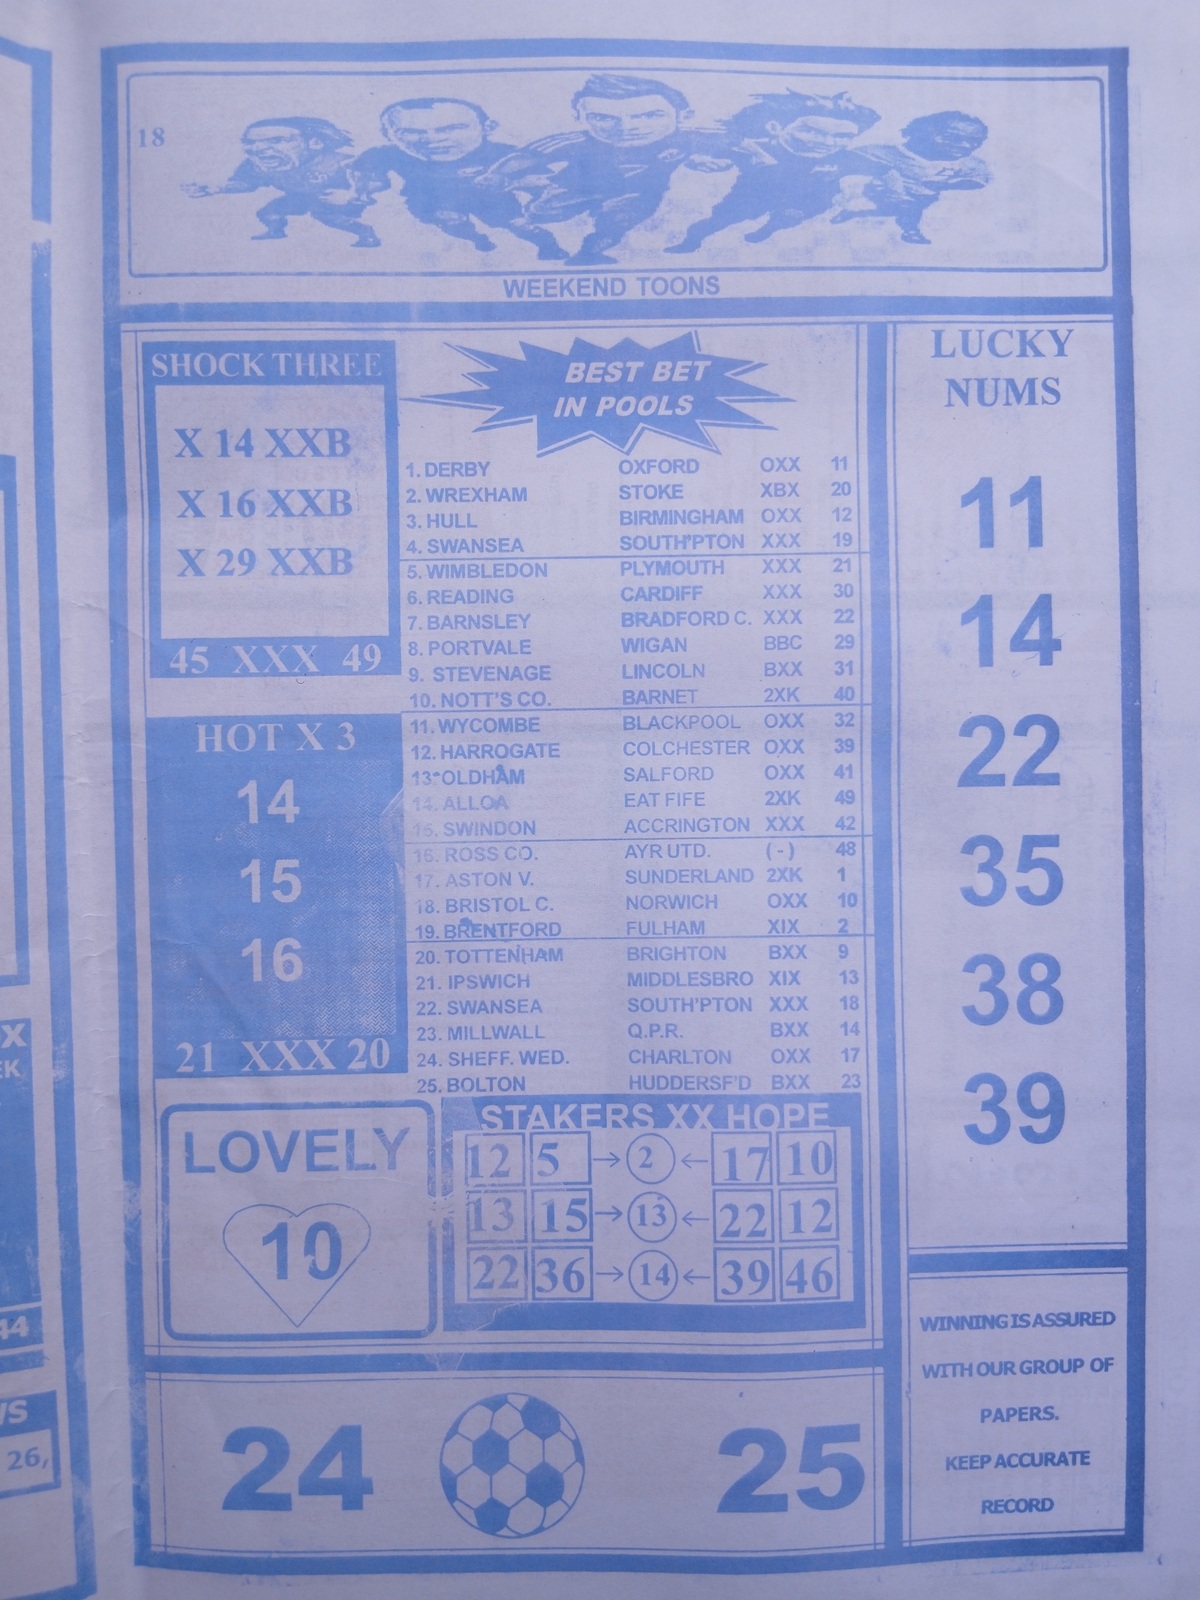 18
WEEKEND TOONS
SHOCK THREE
X 14 XXB
X 16 XXB
X 29 XXB
45 XXX 49
HOT X 3
14
15
16
21 XXX 20
BEST BET
IN POOLS
1. DERBY OXFORD OXX 11
2. WREXHAM STOKE XBX 20
3. HULL BIRMINGHAM OXX 12
4. SWANSEA SOUTH'PTON XXX 19
5. WIMBLEDON PLYMOUTH XXX 21
6. READING CARDIFF XXX 30
7. BARNSLEY BRADFORD C. XXX 22
8. PORTVALE WIGAN BBC 29
9. STEVENAGE LINCOLN BXX 31
10. NOTT'S CO. BARNET 2XK 40
11. WYCOMBE BLACKPOOL OXX 32
12. HARROGATE COLCHESTER OXX 39
13. OLDHAM SALFORD OXX 41
14. ALLOA EAT FIFE 2XK 49
15. SWINDON ACCRINGTON XXX 42
16. ROSS CO. AYR UTD. ( - ) 48
17. ASTON V. SUNDERLAND 2XK 1
18. BRISTOL C. NORWICH OXX 10
19. BRENTFORD FULHAM XIX 2
20. TOTTENHAM BRIGHTON BXX 9
21. IPSWICH MIDDLESBRO XIX 13
22. SWANSEA SOUTH'PTON XXX 18
23. MILLWALL Q.P.R. BXX 14
24. SHEFF. WED. CHARLTON OXX 17
25. BOLTON HUDDERSF'D BXX 23
LOVELY
10
STAKERS XX HOPE
12 5 → 2 ← 17 10
13 15 → 13 ← 22 12
22 36 → 14 ← 39 46
24 25
LUCKY
NUMS
11
14
22
35
38
39
WINNING IS ASSURED
WITH OUR GROUP OF
PAPERS.
KEEP ACCURATE
RECORD
44
26,